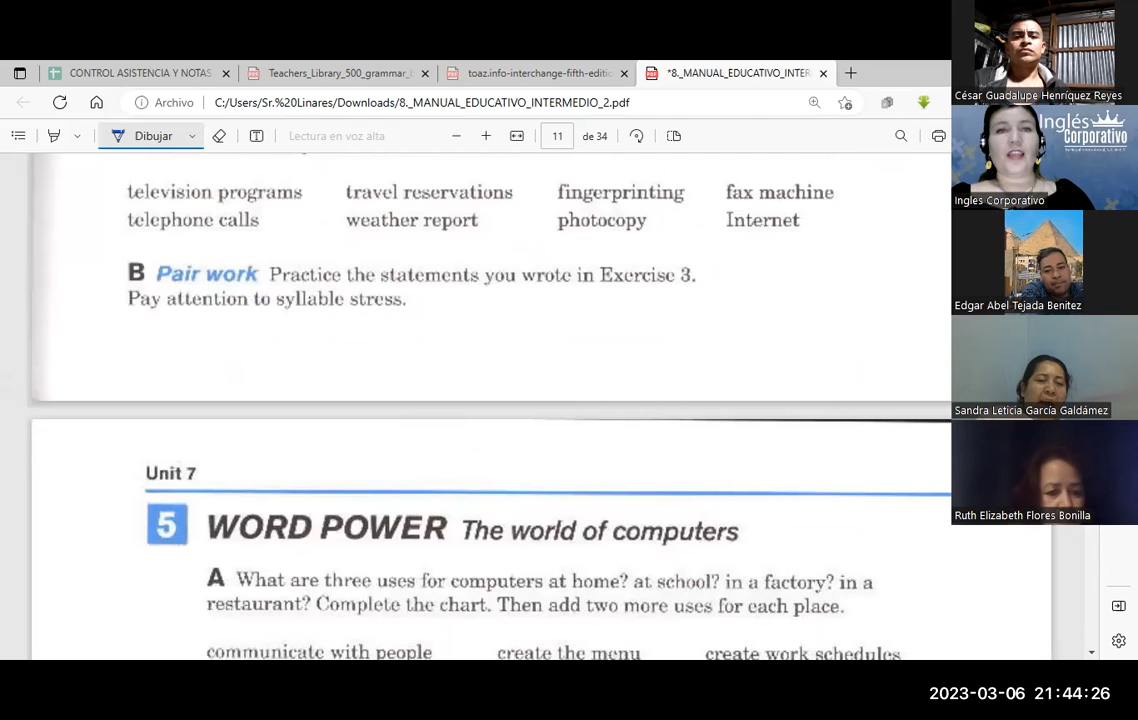 CONTROL ASISTENCIA Y NOTAS
Teachers_Library_500_grammar_
toaz.info-interchange-fifth-editi
*8._MANUAL_EDUCATIVO_INTER
Archivo
C:/Users/Sr.%20Linares/Downloads/8._MANUAL_EDUCATIVO_INTERMEDIO_2.pdf
Dibujar
Lectura en voz alta
11
de 34
television programs travel reservations fingerprinting fax machine
telephone calls weather report photocopy Internet
B Pair work Practice the statements you wrote in Exercise 3.
Pay attention to syllable stress.
Unit 7
5 WORD POWER The world of computers
A What are three uses for computers at home? at school? in a factory? in a
restaurant? Complete the chart. Then add two more uses for each place.
communicate with people create the menu create work schedules
César Guadalupe Henríquez Reyes
Inglés
Corporativo
Ingles Corporativo
Edgar Abel Tejada Benitez
Sandra Leticia García Galdámez
Ruth Elizabeth Flores Bonilla
2023-03-06 21:44:26